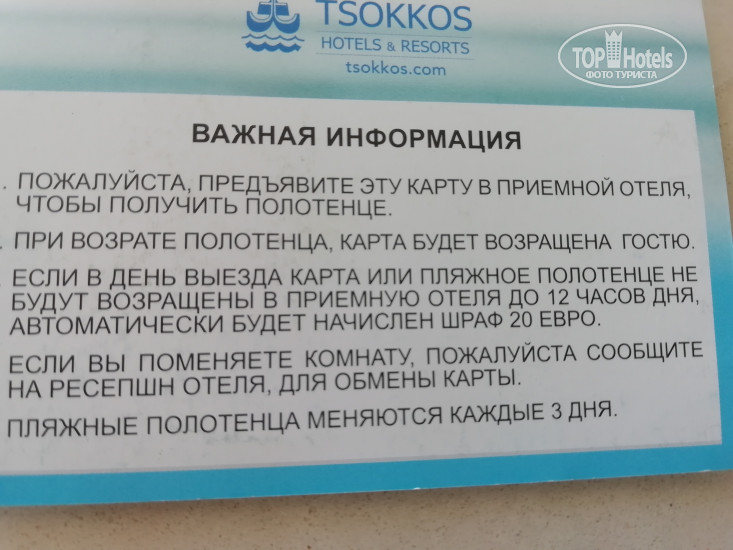 TSOKKOS
HOTELS & RESORTS
tsokkos.com
TOP Hotels
ФОТО ТУРИСТА
ВАЖНАЯ ИНФОРМАЦИЯ
. ПОЖАЛУЙСТА, ПРЕДЪЯВИТЕ ЭТУ КАРТУ В ПРИЕМНОЙ ОТЕЛЯ,
ЧТОБЫ ПОЛУЧИТЬ ПОЛОТЕНЦЕ.
. ПРИ ВОЗРАТЕ ПОЛОТЕНЦА, КАРТА БУДЕТ ВОЗРАЩЕНА ГОСТЮ.
ЕСЛИ В ДЕНЬ ВЫЕЗДА КАРТА ИЛИ ПЛЯЖНОЕ ПОЛОТЕНЦЕ НЕ
БУДУТ ВОЗРАЩЕНЫ В ПРИЕМНУЮ ОТЕЛЯ ДО 12 ЧАСОВ ДНЯ,
АВТОМАТИЧЕСКИ БУДЕТ НАЧИСЛЕН ШРАФ 20 ЕВРО.
ЕСЛИ ВЫ ПОМЕНЯЕТЕ КОМНАТУ, ПОЖАЛУЙСТА СООБЩИТЕ
НА РЕСЕПШН ОТЕЛЯ, ДЛЯ ОБМЕНЫ КАРТЫ.
ПЛЯЖНЫЕ ПОЛОТЕНЦА МЕНЯЮТСЯ КАЖДЫЕ 3 ДНЯ.